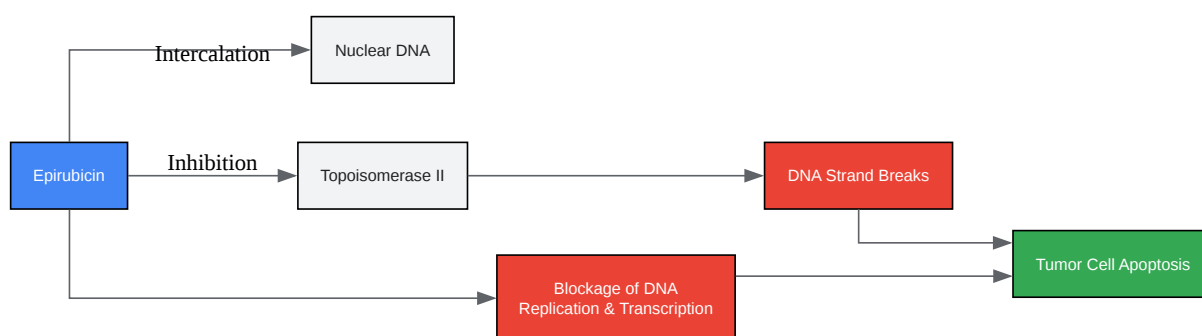 Intercalation
Nuclear DNA
Epirubicin
Inhibition
Topoisomerase II
DNA Strand Breaks
Blockage of DNA
Replication & Transcription
Tumor Cell Apoptosis